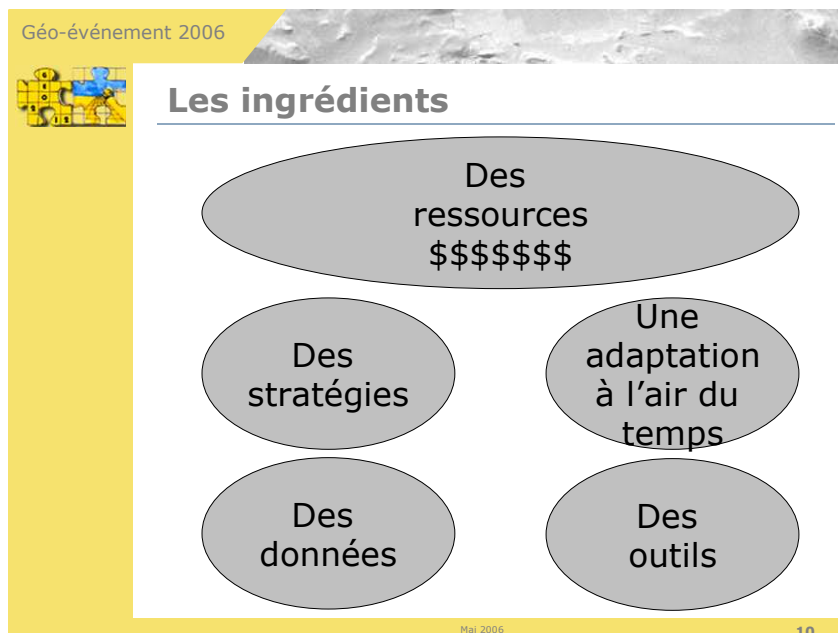 Géo-événement 2006
Les ingrédients
Des
ressources
$$$$$$$
Des
stratégies
Une
adaptation
à l’air du
temps
Des
données
Des
outils
Mai 2006